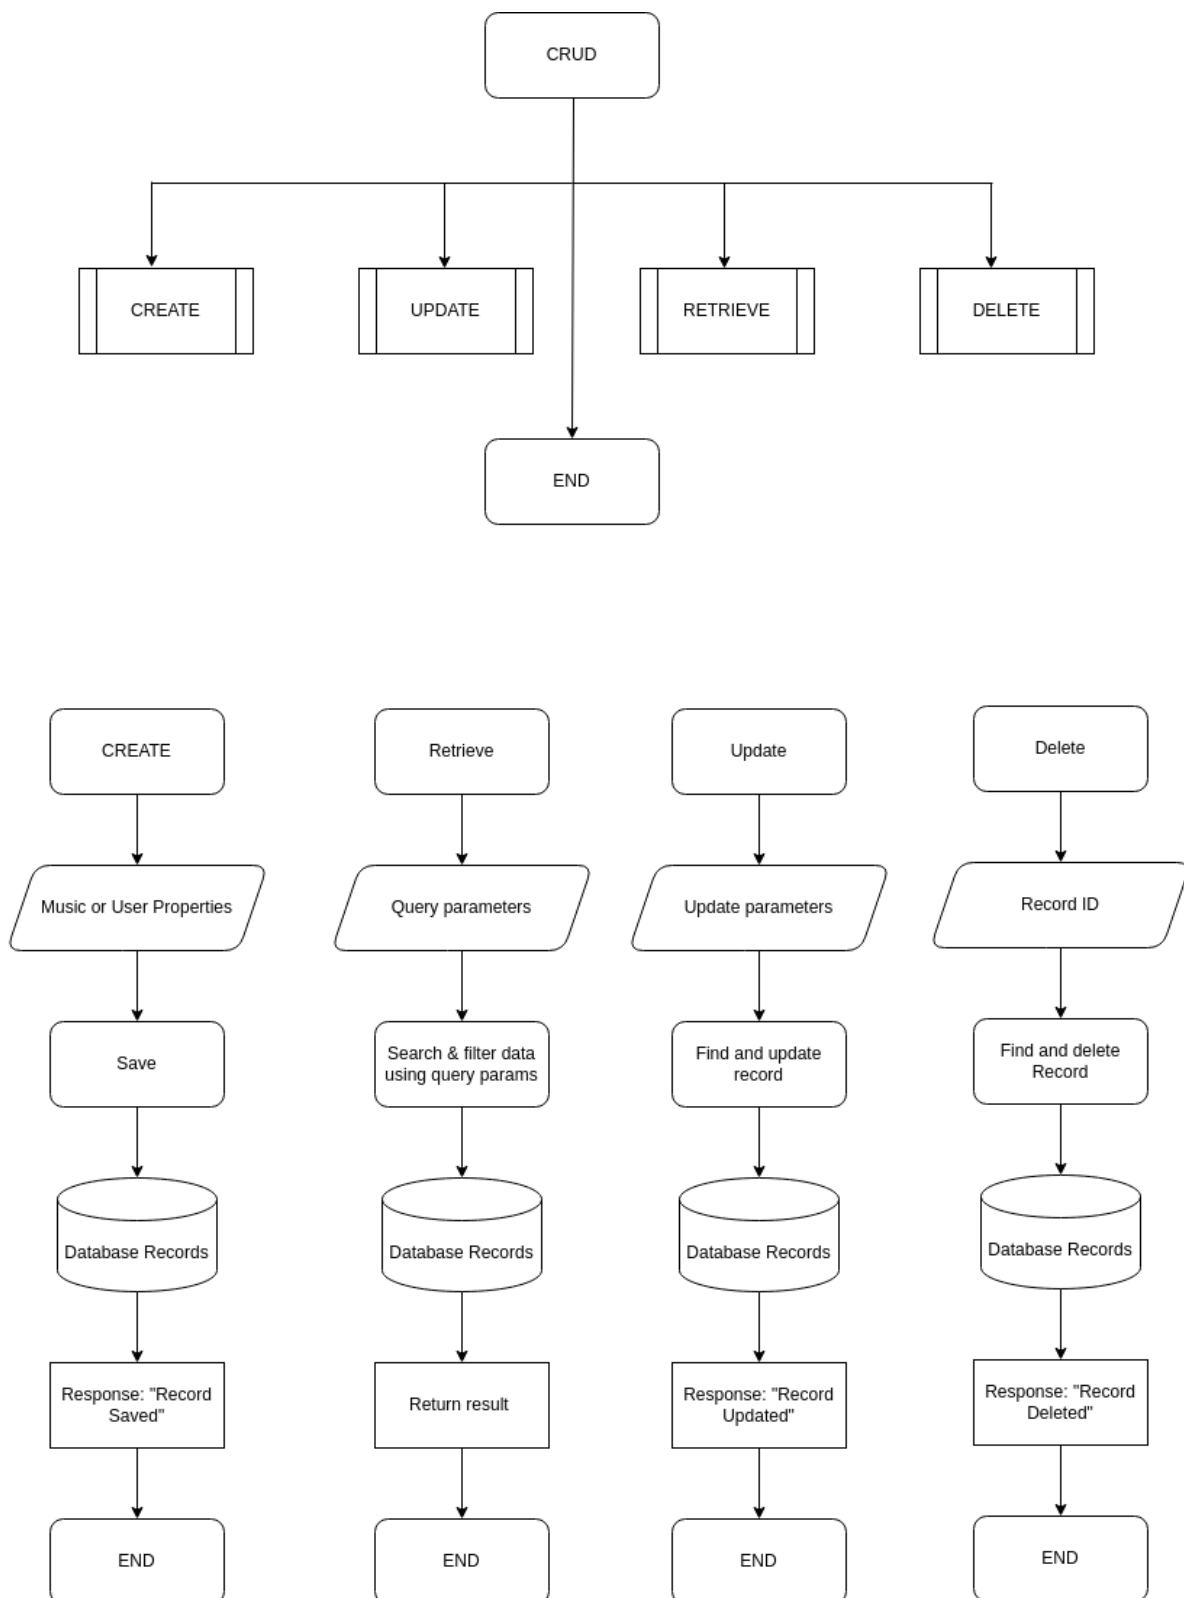 CRUD
CREATE
UPDATE
RETRIEVE
DELETE
END
CREATE
Retrieve
Update
Delete
Music or User Properties
Query parameters
Update parameters
Record ID
Save
Search & filter data
using query params
Find and update
record
Find and delete
Record
Database Records
Database Records
Database Records
Database Records
Response: "Record
Saved"
Return result
Response: "Record
Updated"
Response: "Record
Deleted"
END
END
END
END